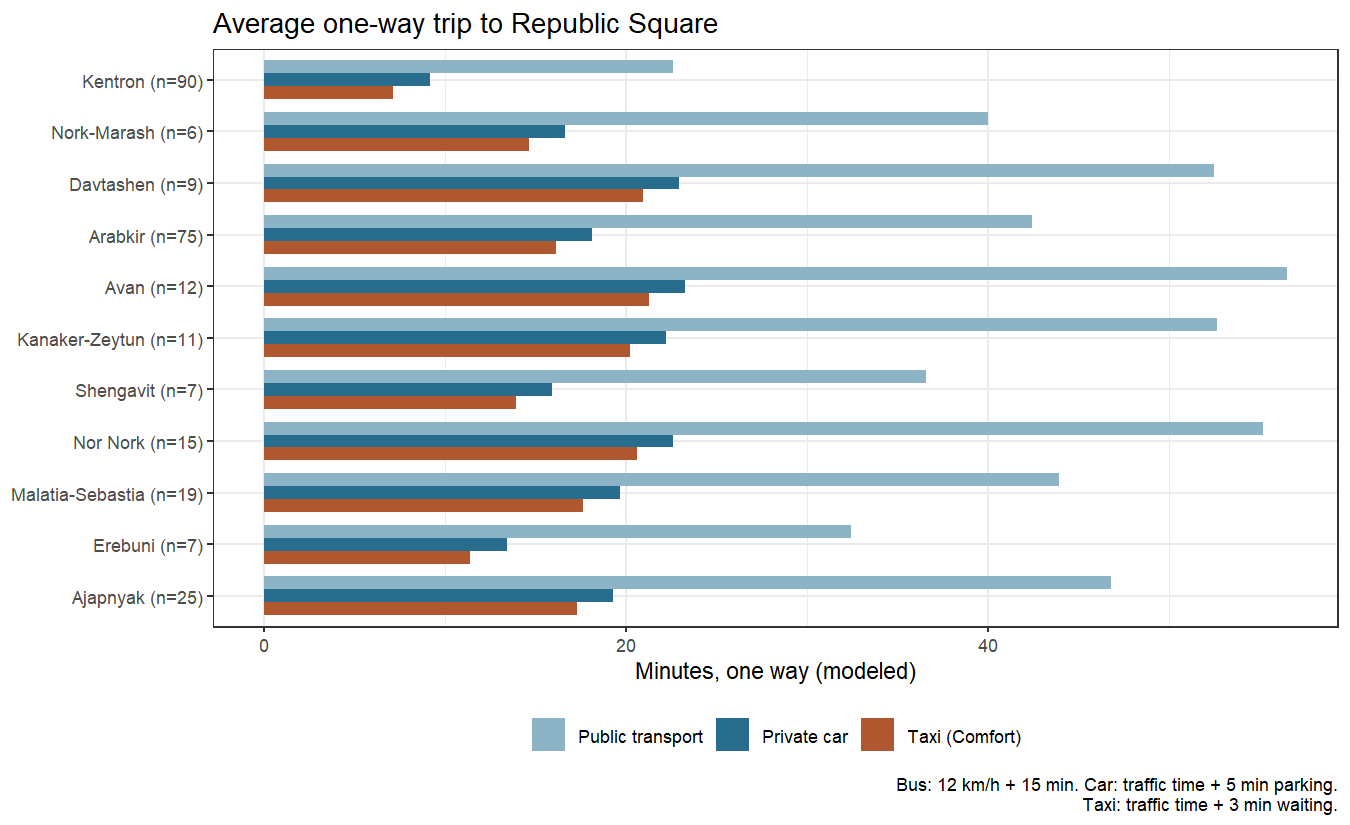 Average one-way trip to Republic Square
Kentron (n=90)
Nork-Marash (n=6)
Davtashen (n=9)
Arabkir (n=75)
Avan (n=12)
Kanaker-Zeytun (n=11)
Shengavit (n=7)
Nor Nork (n=15)
Malatia-Sebastia (n=19)
Erebuni (n=7)
Ajapnyak (n=25)
0 20 40
Minutes, one way (modeled)
Public transport Private car Taxi (Comfort)
Bus: 12 km/h + 15 min. Car: traffic time + 5 min parking.
Taxi: traffic time + 3 min waiting.